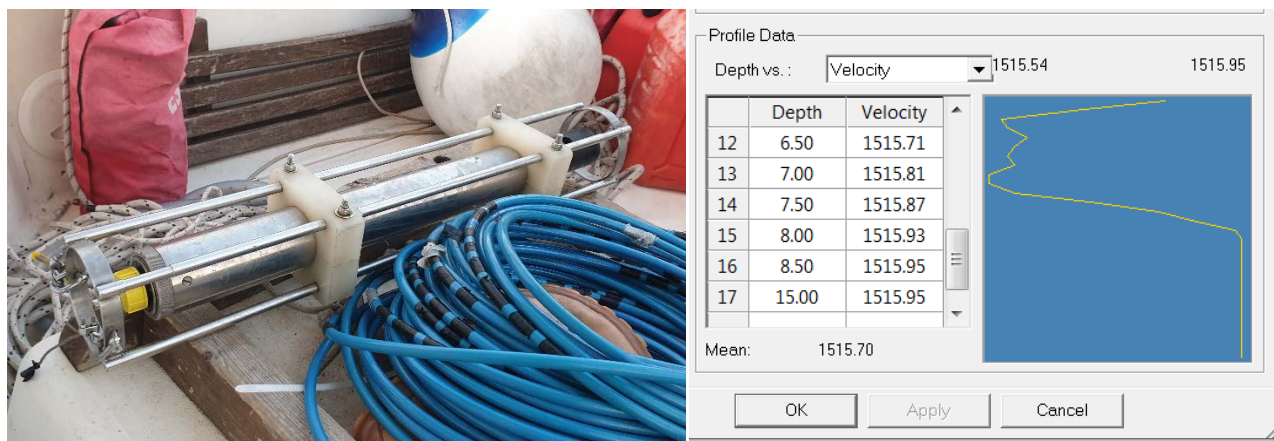 Profile Data
Depth vs. : Velocity 1515.54 1515.95
Depth Velocity
12 6.50 1515.71
13 7.00 1515.81
14 7.50 1515.87
15 8.00 1515.93
16 8.50 1515.95
17 15.00 1515.95
Mean: 1515.70
OK Apply Cancel